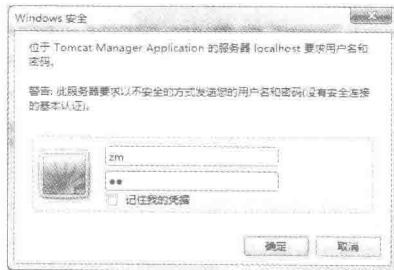 Windows 安全
位于 Tomcat Manager Application 的服务器 localhost 要求用户名和
密码。
警告: 此服务器要求以不安全的方式发送您的用户名和密码(没有安全连接
的基本认证)。
zm
●●
记住我的凭据
确定
取消